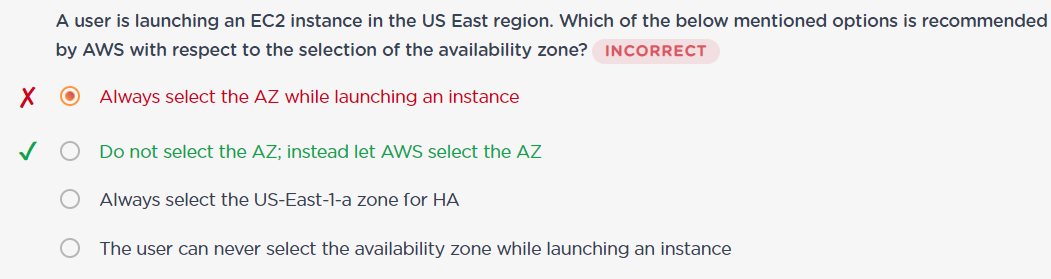 A user is launching an EC2 instance in the US East region. Which of the below mentioned options is recommended
by AWS with respect to the selection of the availability zone? INCORRECT
Always select the AZ while launching an instance
Do not select the AZ; instead let AWS select the AZ
Always select the US-East-1-a zone for HA
The user can never select the availability zone while launching an instance